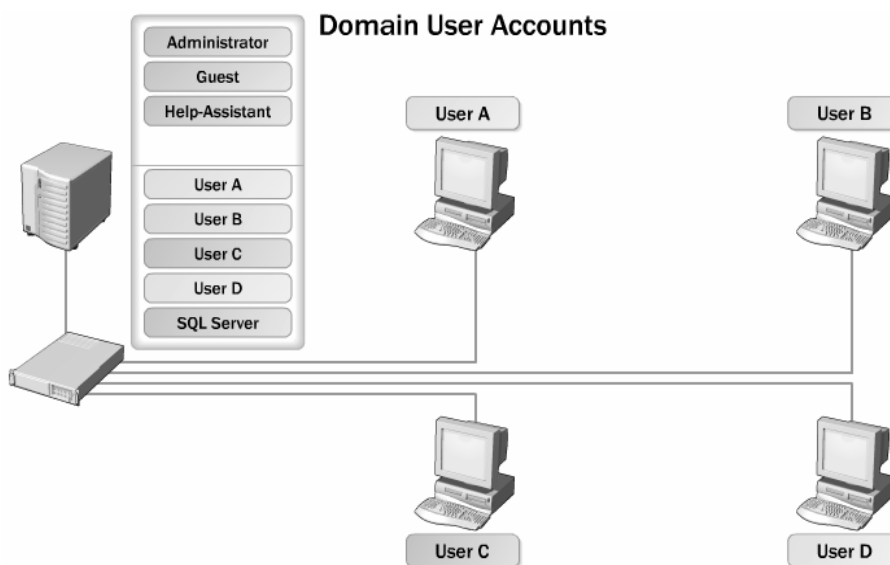 Domain User Accounts
Administrator
Guest
Help-Assistant
User A
User B
User C
User D
SQL Server
User A
User B
User C
User D